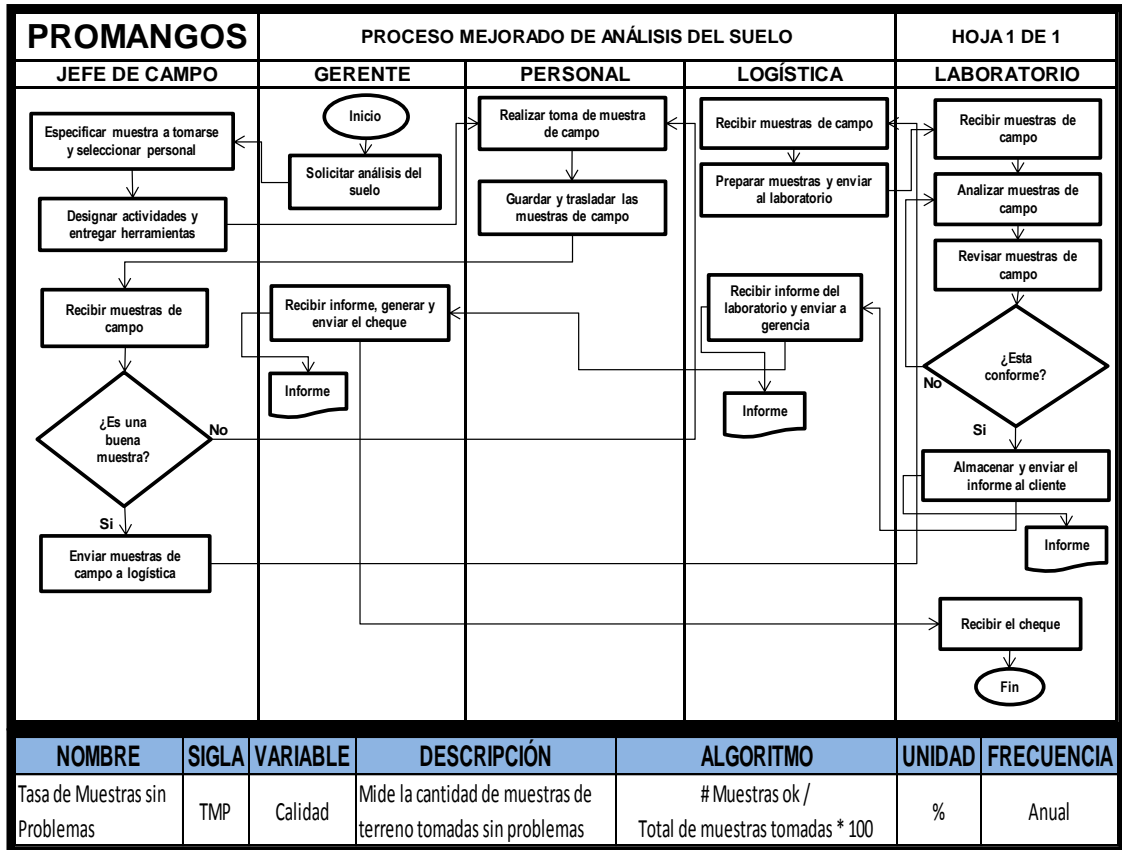 PROMANGOS
PROCESO MEJORADO DE ANÁLISIS DEL SUELO
HOJA 1 DE 1
JEFE DE CAMPO
GERENTE
PERSONAL
LOGÍSTICA
LABORATORIO
Especificar muestra a tomarse
y seleccionar personal
Designar actividades y
entregar herramientas
Recibir muestras de
campo
¿Es una
buena
muestra?
No
Si
Enviar muestras de
campo a logística
Inicio
Solicitar análisis del
suelo
Recibir informe, generar y
enviar el cheque
Informe
Realizar toma de muestra
de campo
Guardar y trasladar las
muestras de campo
Recibir muestras de campo
Preparar muestras y enviar
al laboratorio
Recibir informe del
laboratorio y enviar a
gerencia
Informe
Recibir muestras de
campo
Analizar muestras de
campo
Revisar muestras de
campo
¿Esta
conforme?
No
Si
Almacenar y enviar el
informe al cliente
Informe
Recibir el cheque
Fin
NOMBRE
SIGLA
VARIABLE
DESCRIPCIÓN
ALGORITMO
UNIDAD
FRECUENCIA
Tasa de Muestras sin
Problemas
TMP
Calidad
Mide la cantidad de muestras de
terreno tomadas sin problemas
# Muestras ok /
Total de muestras tomadas * 100
%
Anual